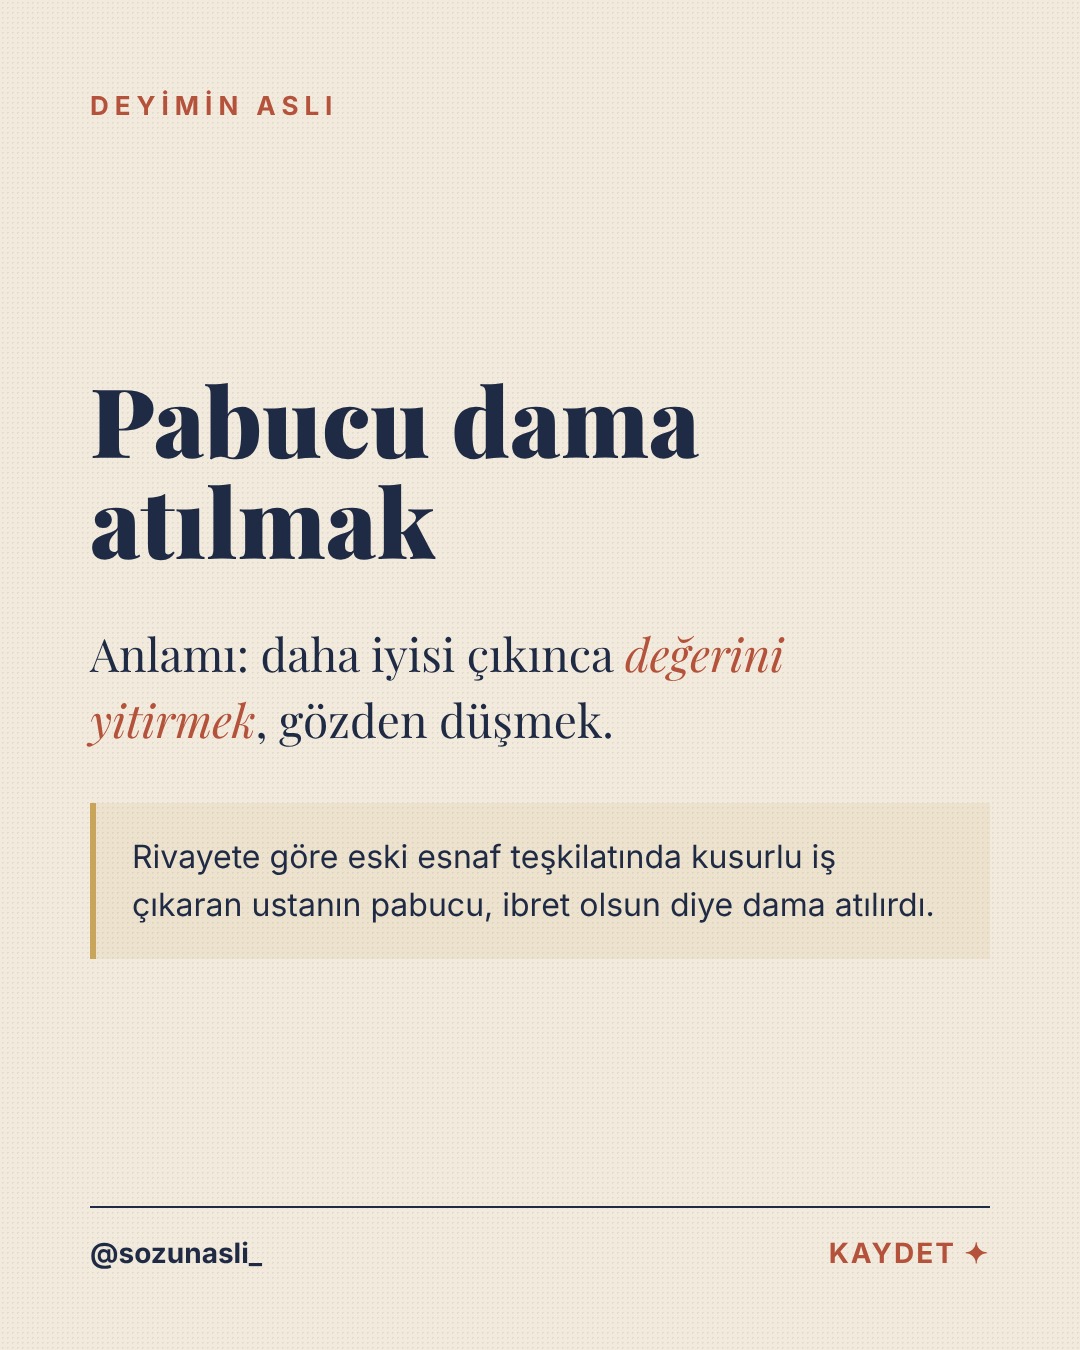 DEYİMİN ASLI
Pabucu dama
atılmak
Anlamı: daha iyisi çıkınca değerini
yitirmek, gözden düşmek.
Rivayete göre eski esnaf teşkilatında kusurlu iş
çıkaran ustanın pabucu, ibret olsun diye dama atılırdı.
@sozunasli_
KAYDET ✦